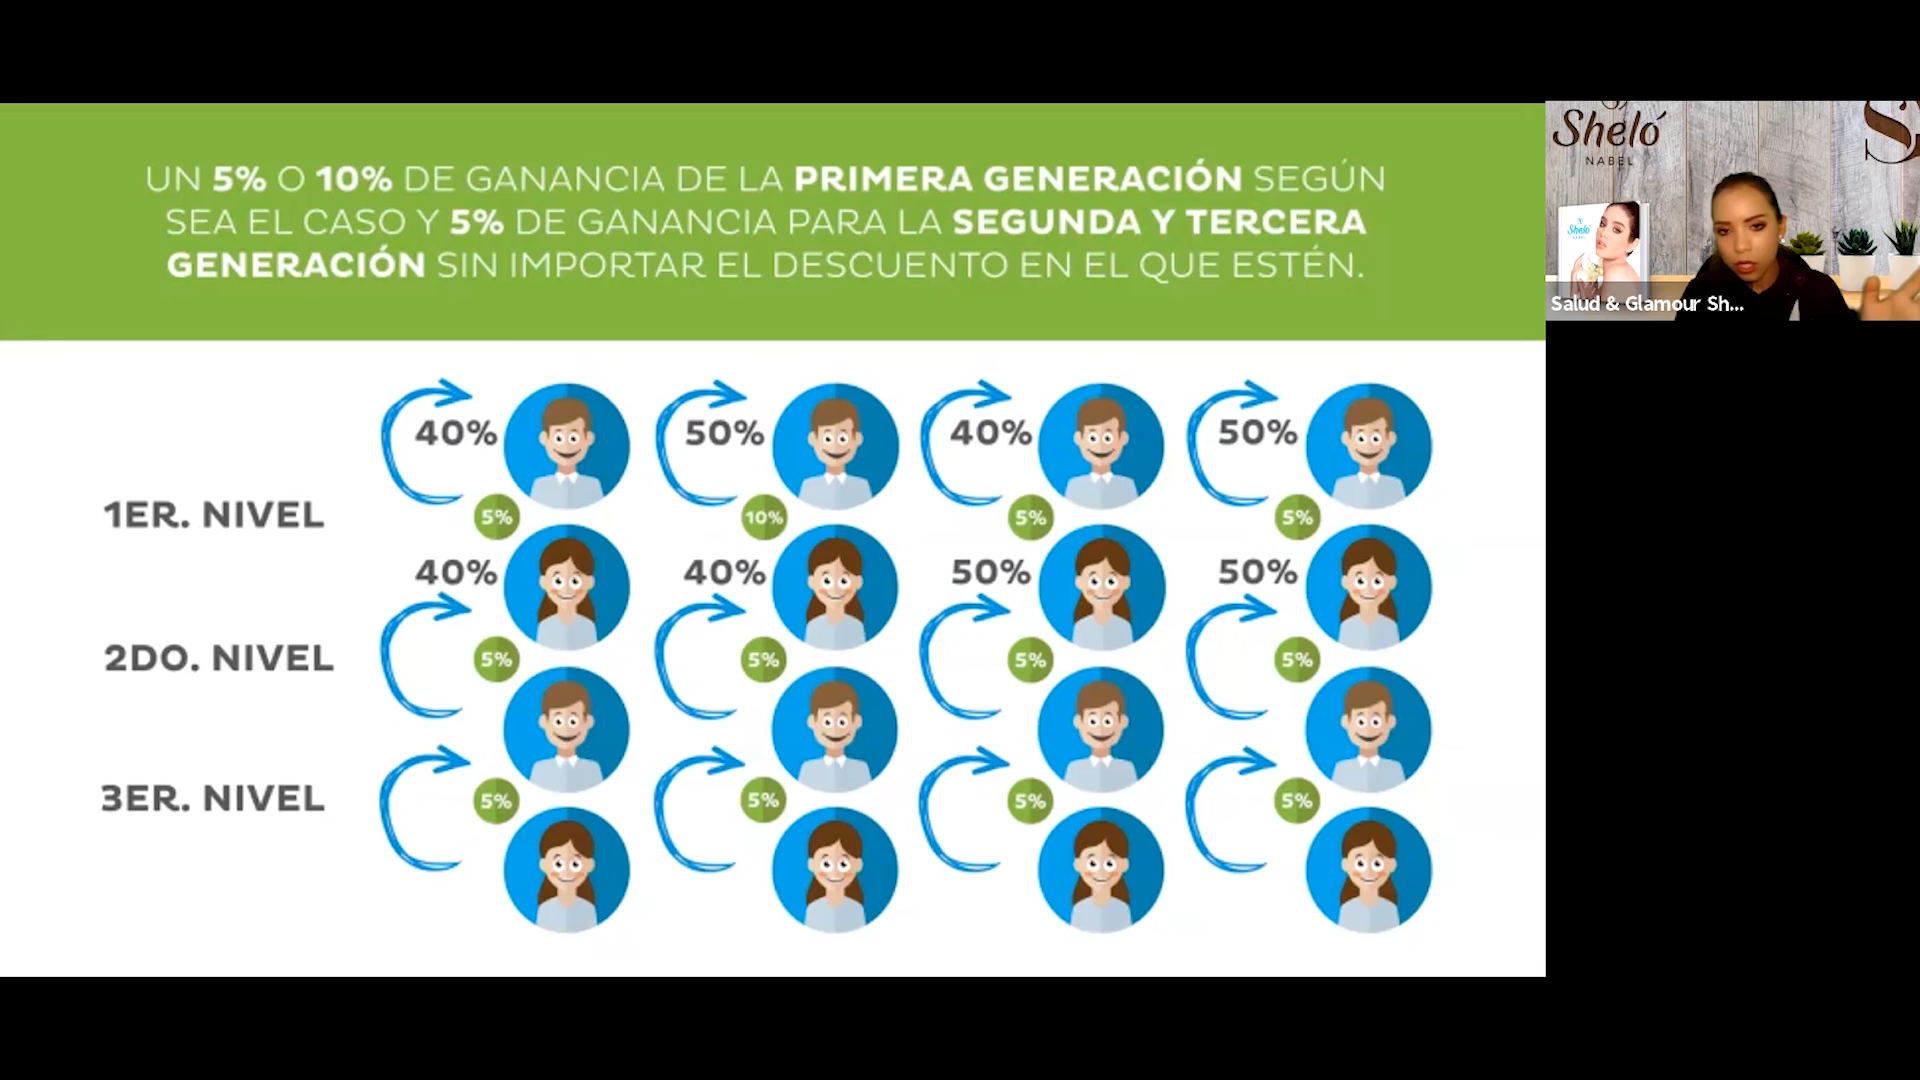 UN 5% O 10% DE GANANCIA DE LA PRIMERA GENERACIÓN SEGÚN
SEA EL CASO Y 5% DE GANANCIA PARA LA SEGUNDA Y TERCERA
GENERACIÓN SIN IMPORTAR EL DESCUENTO EN EL QUE ESTÉN.
40% 50% 40% 50%
1ER. NIVEL 5% 10% 5% 5%
40% 40% 50% 50%
2DO. NIVEL 5% 5% 5% 5%
3ER. NIVEL 5% 5% 5% 5%
Sheló
NABEL
S
Sheló
Salud & Glamour Sh...